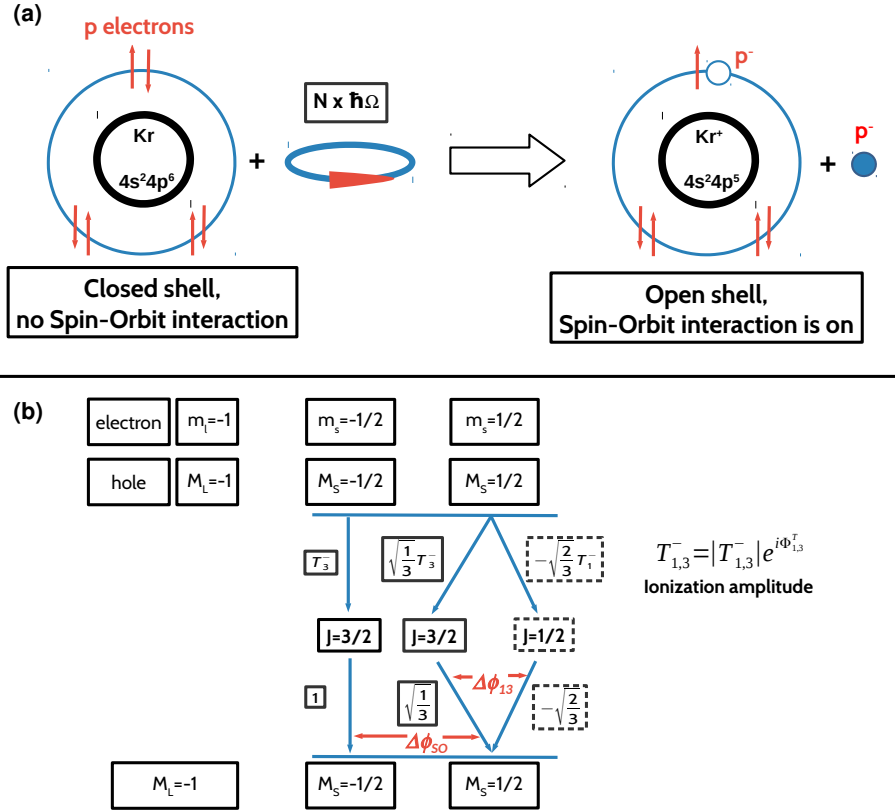 (a)
p electrons
N x ħΩ
p⁻
Kr
4s²4p⁶
+
Kr⁺
4s²4p⁵
+
p⁻
Closed shell,
no Spin-Orbit interaction
Open shell,
Spin-Orbit interaction is on
(b)
electron m_l=-1 m_s=-1/2 m_s=1/2
hole M_L=-1 M_S=-1/2 M_S=1/2
T₃⁻ √(1/3) T₃⁻ -√(2/3) T₁⁻
T⁻₁,₃=|T⁻₁,₃|e^{iΦ^T_{1,3}}
Ionization amplitude
J=3/2 J=3/2 J=1/2
Δϕ₁₃
1 √(1/3) -√(2/3)
Δϕ_SO
M_L=-1 M_S=-1/2 M_S=1/2